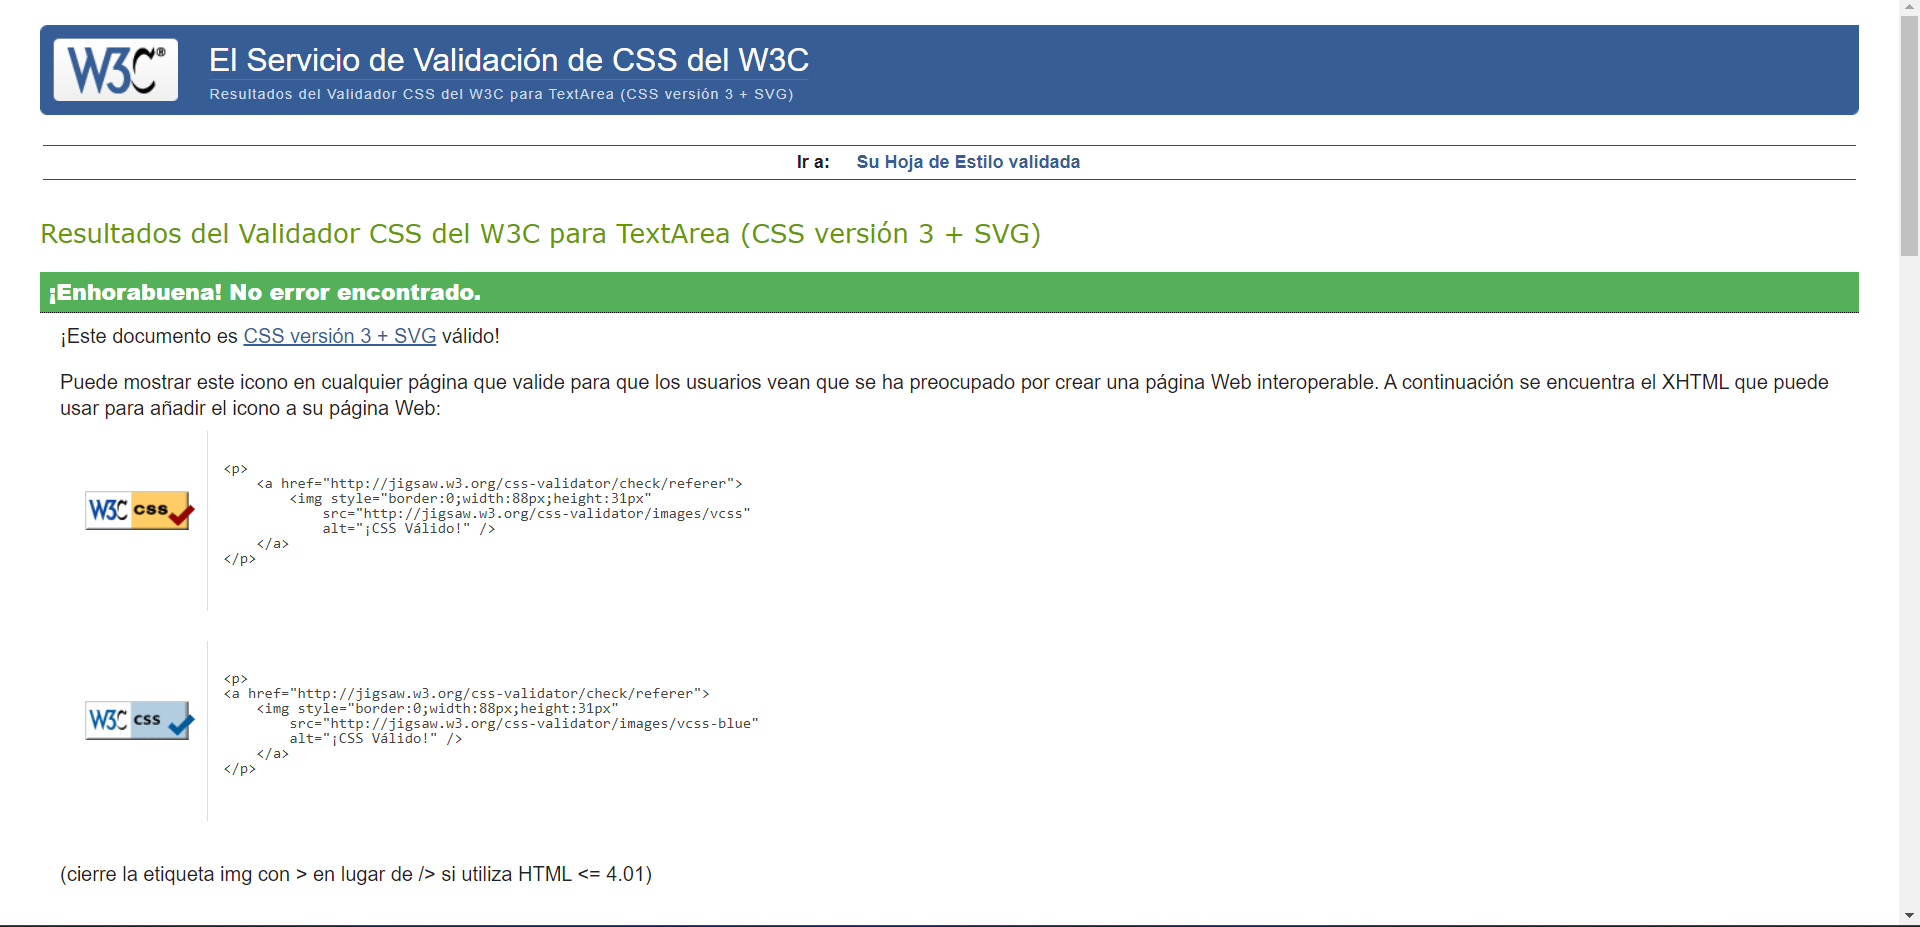 W3C®
El Servicio de Validación de CSS del W3C
Resultados del Validador CSS del W3C para TextArea (CSS versión 3 + SVG)
Ir a: Su Hoja de Estilo validada
Resultados del Validador CSS del W3C para TextArea (CSS versión 3 + SVG)
¡Enhorabuena! No error encontrado.
¡Este documento es CSS versión 3 + SVG válido!
Puede mostrar este icono en cualquier página que valide para que los usuarios vean que se ha preocupado por crear una página Web interoperable. A continuación se encuentra el XHTML que puede
usar para añadir el icono a su página Web:
W3C css
<p>
    <a href="http://jigsaw.w3.org/css-validator/check/referer">
        <img style="border:0;width:88px;height:31px"
            src="http://jigsaw.w3.org/css-validator/images/vcss"
            alt="¡CSS Válido!" />
    </a>
</p>
W3C css
<p>
<a href="http://jigsaw.w3.org/css-validator/check/referer">
    <img style="border:0;width:88px;height:31px"
        src="http://jigsaw.w3.org/css-validator/images/vcss-blue"
        alt="¡CSS Válido!" />
    </a>
</p>
(cierre la etiqueta img con > en lugar de /> si utiliza HTML <= 4.01)